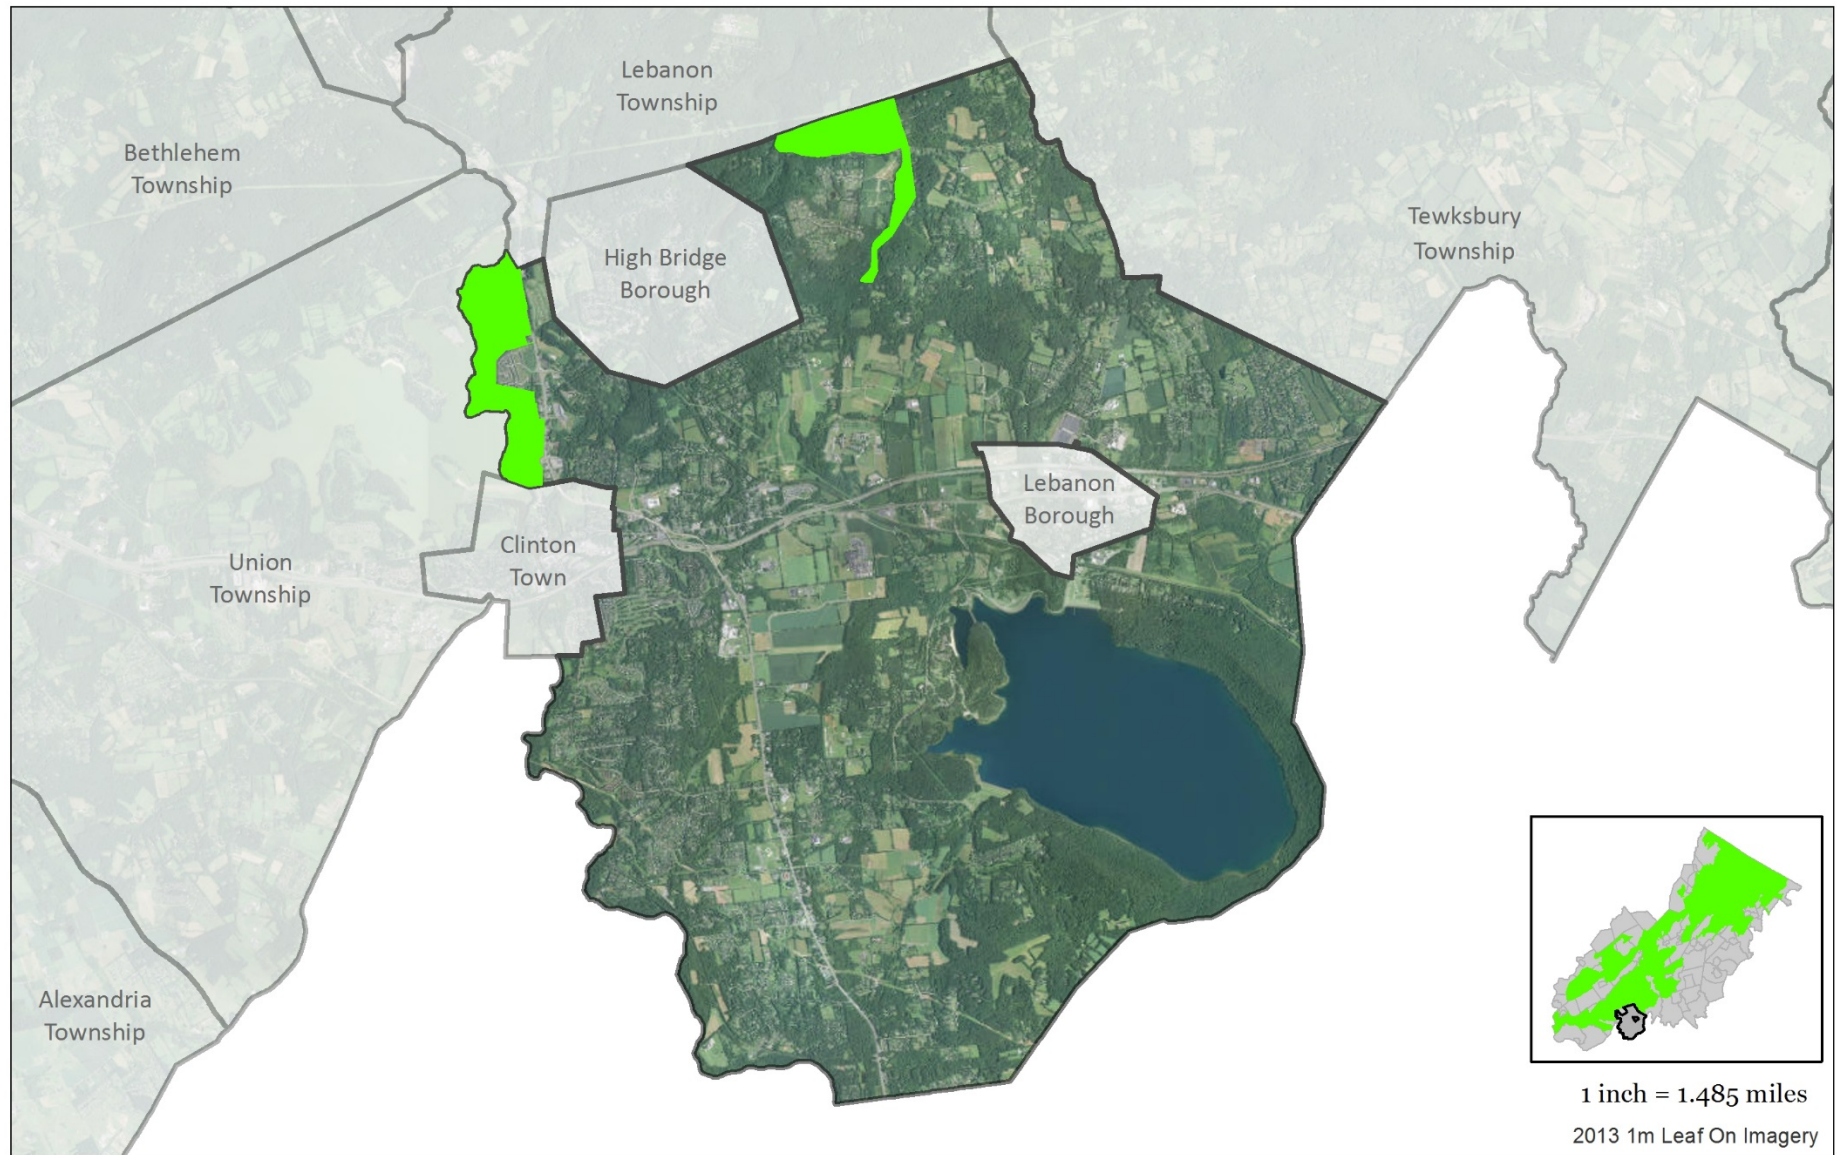 Lebanon
Township
Bethlehem
Township
Tewksbury
Township
High Bridge
Borough
Lebanon
Borough
Clinton
Town
Union
Township
Alexandria
Township
1 inch = 1.485 miles
2013 1m Leaf On Imagery